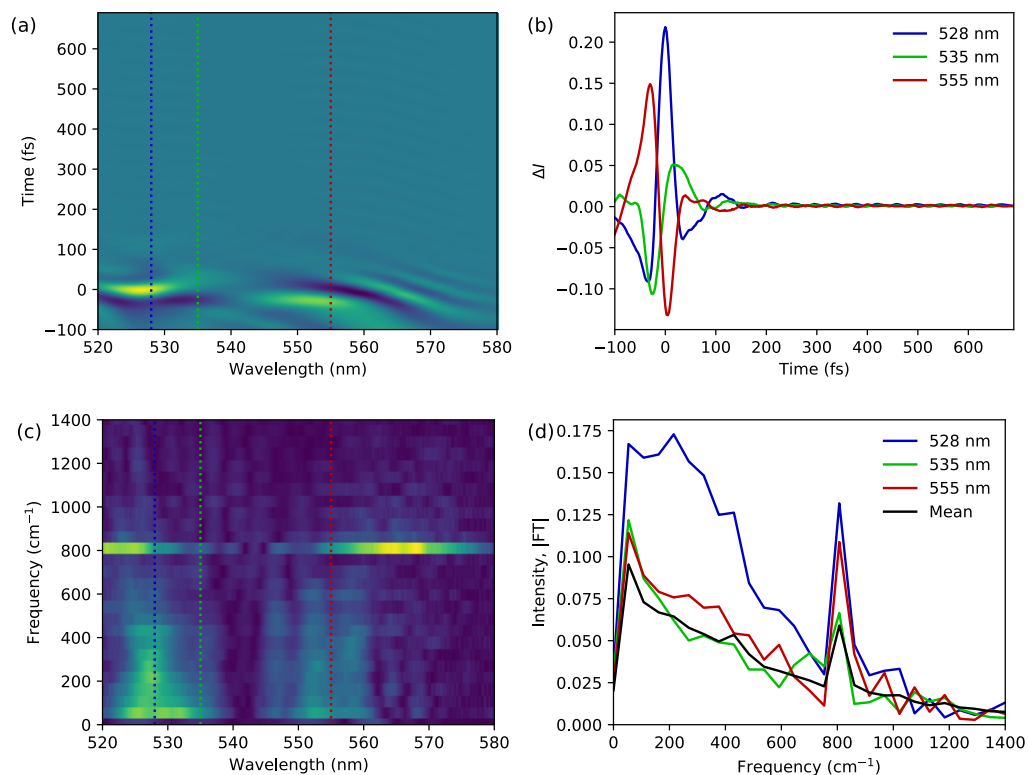 (a)
600
500
400
300
200
100
0
−100
Time (fs)
520 530 540 550 560 570 580
Wavelength (nm)
(b)
0.20
0.15
0.10
0.05
0.00
−0.05
−0.10
ΔI
528 nm
535 nm
555 nm
−100 0 100 200 300 400 500 600
Time (fs)
(c)
1400
1200
1000
800
600
400
200
0
Frequency (cm−1)
520 530 540 550 560 570 580
Wavelength (nm)
(d)
0.175
0.150
0.125
0.100
0.075
0.050
0.025
0.000
Intensity, |FT|
528 nm
535 nm
555 nm
Mean
0 200 400 600 800 1000 1200 1400
Frequency (cm−1)